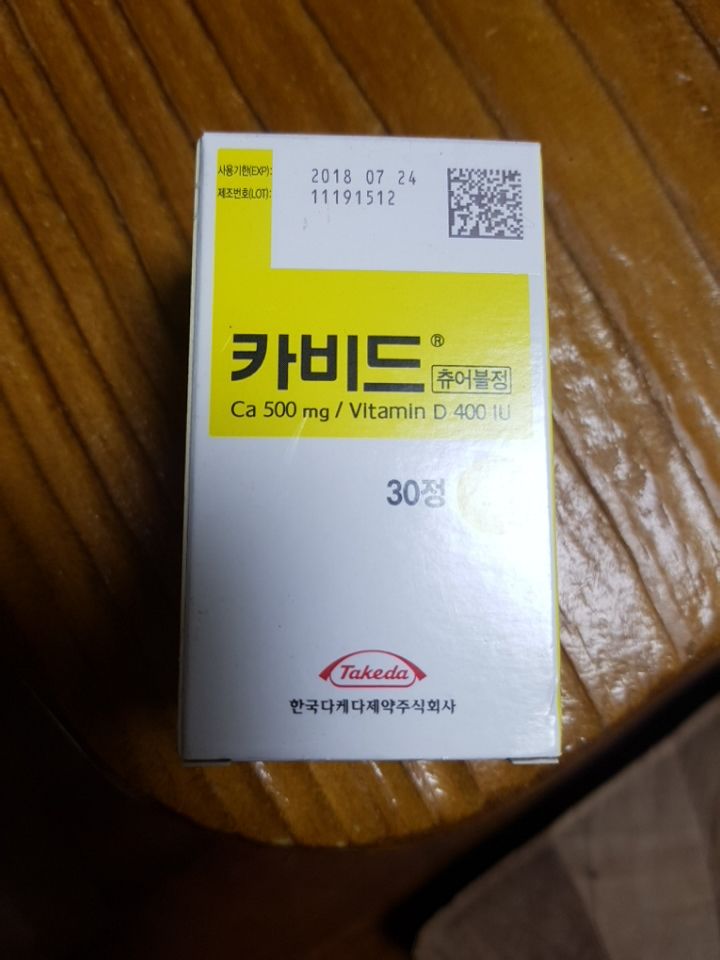 사용기한(EXP): 2018 07 24
제조번호(LOT): 11191512
카비드® 츄어블정
Ca 500 mg / Vitamin D 400 IU
30정
Takeda
한국다케다제약주식회사